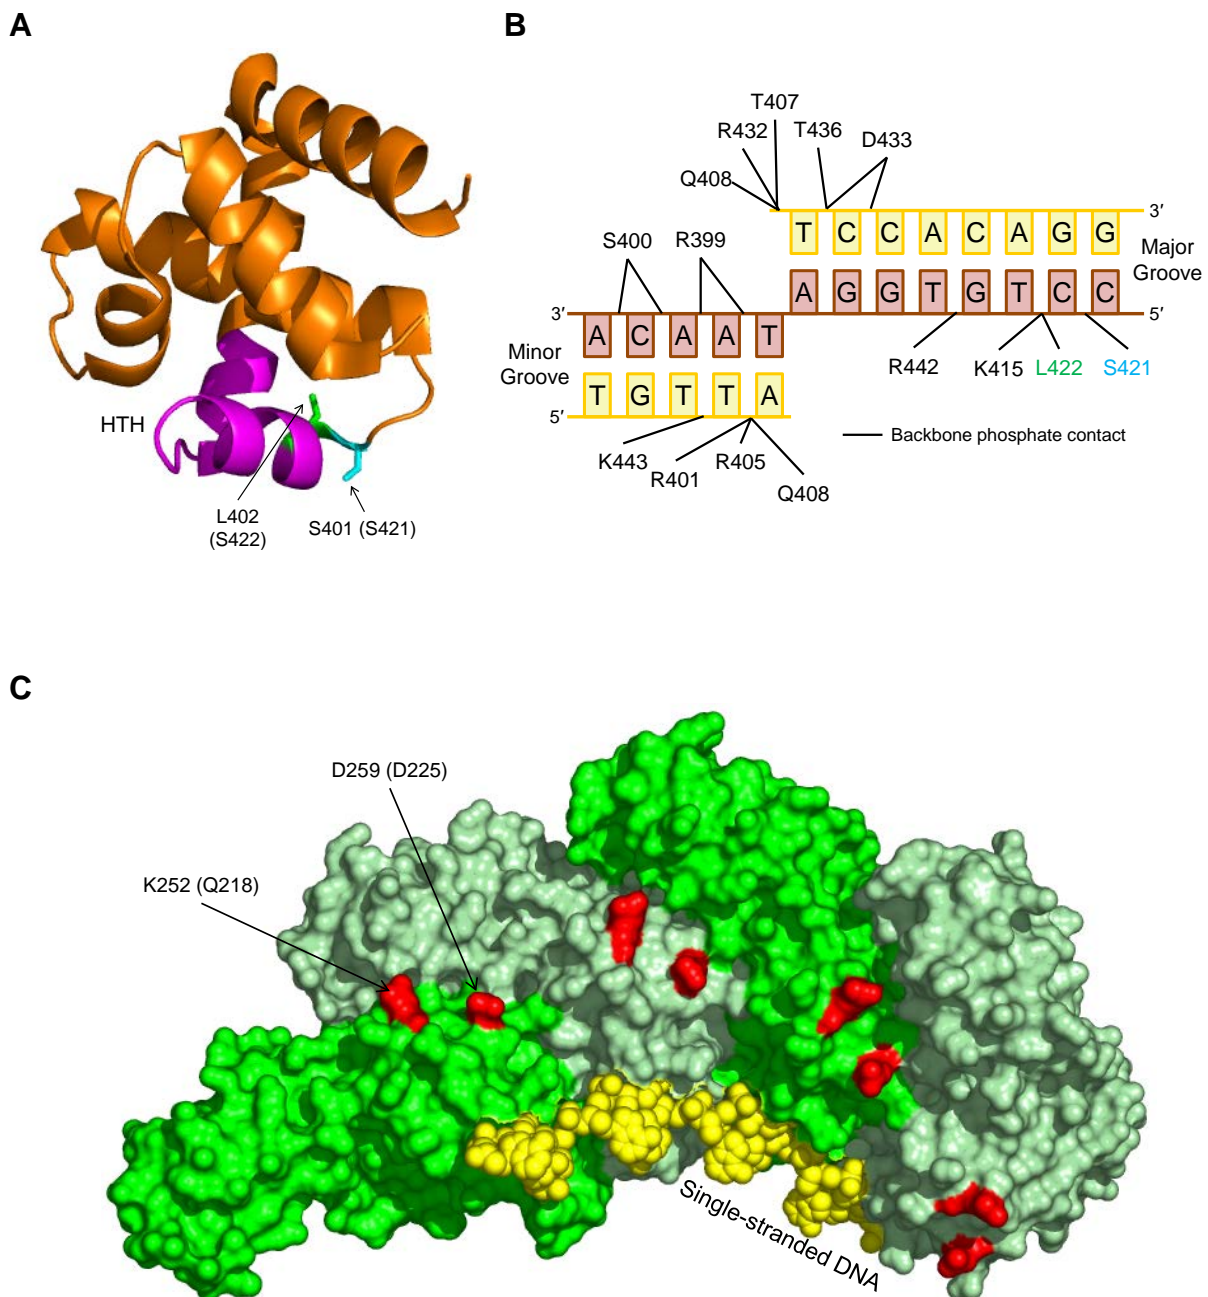 A
HTH
L402
(S422)
S401 (S421)
B
T407
R432
T436
D433
Q408
S400
R399
3′
T C C A C A G G
Major
Groove
A G G T G T C C
3′
5′
A C A A T
Minor
Groove
R442
K415
L422
S421
T G T T A
5′
Backbone phosphate contact
K443
R401
R405
Q408
C
D259 (D225)
K252 (Q218)
Single-stranded DNA